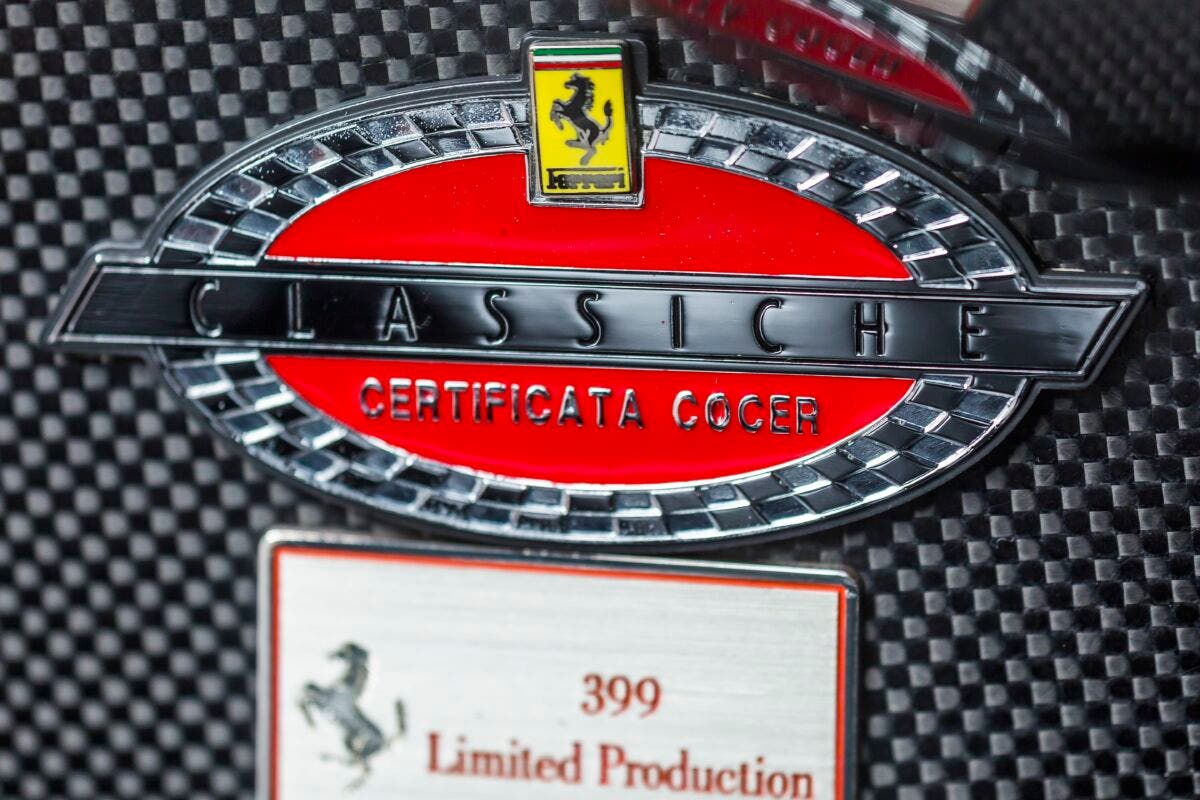 Ferrari
CLASSICHE
CERTIFICATA COCER
399
Limited Production